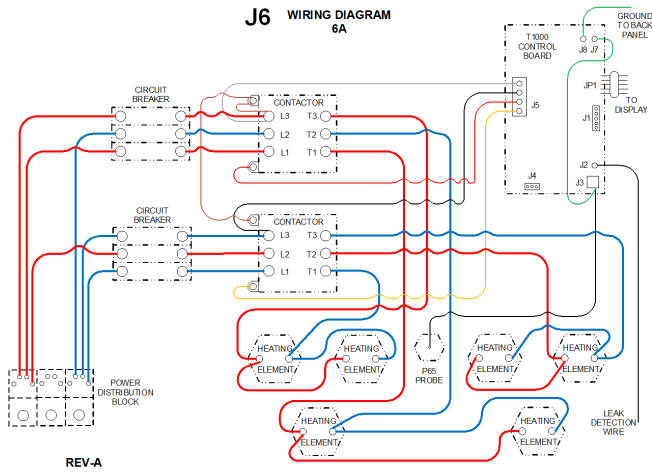 J6 WIRING DIAGRAM
6A
GROUND
TO BACK
PANEL
T1000
CONTROL
BOARD
J8 J7
JP1
TO
DISPLAY
J5
J1
J4
J2
J3
CIRCUIT
BREAKER
CONTACTOR
L3 T3
L2 T2
L1 T1
CIRCUIT
BREAKER
CONTACTOR
L3 T3
L2 T2
L1 T1
HEATING
ELEMENT
HEATING
ELEMENT
P65
PROBE
HEATING
ELEMENT
HEATING
ELEMENT
POWER
DISTRIBUTION
BLOCK
HEATING
ELEMENT
HEATING
ELEMENT
LEAK
DETECTION
WIRE
REV-A